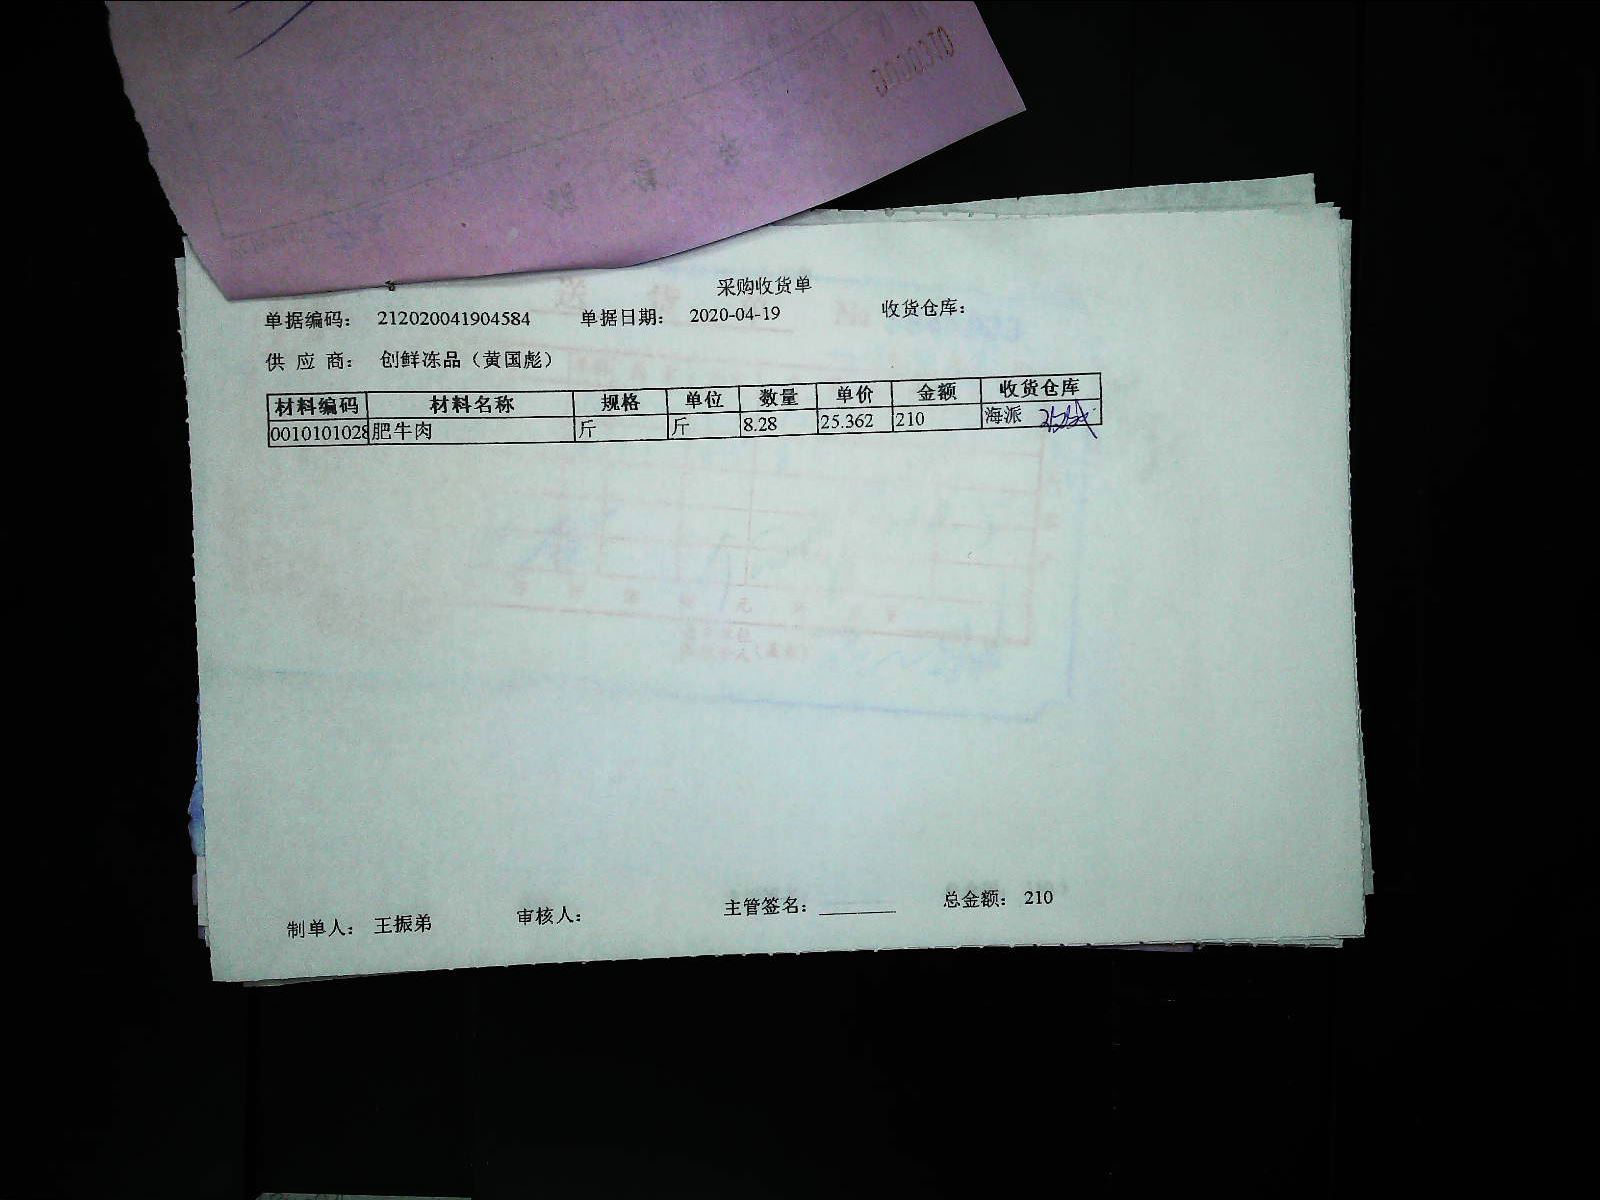 采购收货单
单据编码： 212020041904584 单据日期： 2020-04-19 收货仓库：
供 应 商： 创鲜冻品（黄国彪）
材料编码 材料名称 规格 单位 数量 单价 金额 收货仓库
0010101028 肥牛肉 斤 斤 8.28 25.362 210 海派
制单人： 王振弟 审核人： 主管签名： 总金额： 210